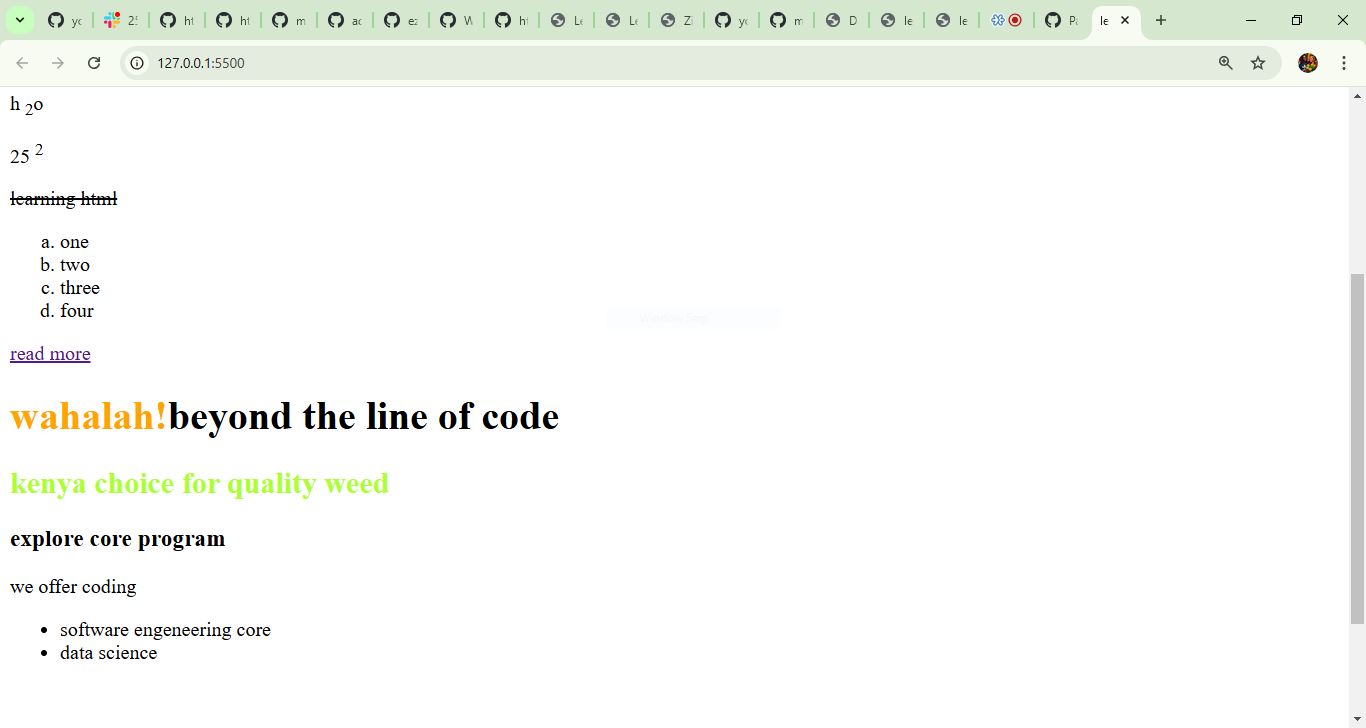 yc
2!
ht
ht
m
ac
ez
W
ht
Le
Le
Zi
yc
m
D
le
le
Pu
le
127.0.0.1:5500
h 2o
25 2
learning html
a. one
b. two
c. three
d. four
read more
wahalah!beyond the line of code
kenya choice for quality weed
explore core program
we offer coding
• software engeneering core
• data science